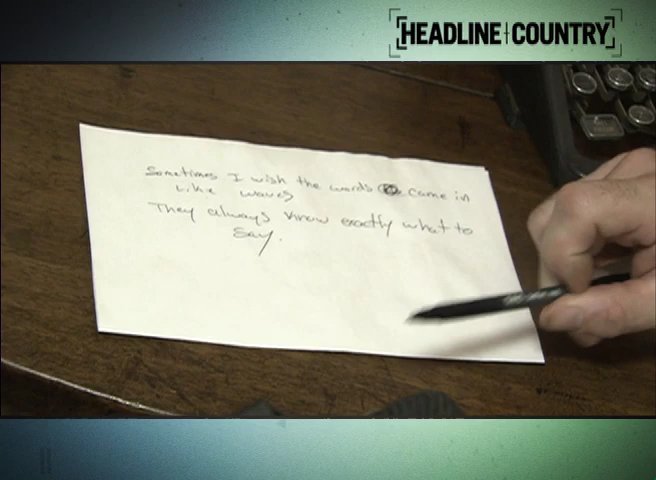 HEADLINE COUNTRY
Sometimes I wish the words came in
Like waves
They always know exactly what to
Say.